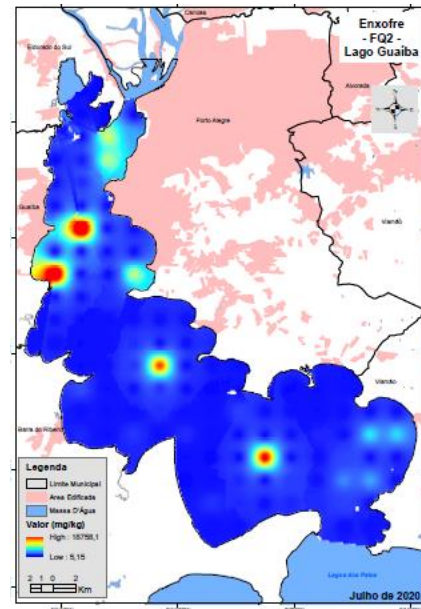 Enxofre
- FQ2 -
Lago Guaíba
Canoas
Eldorado do Sul
Alvorada
Porto Alegre
Guaíba
Viamão
Viamão
Barra do Ribeiro
Legenda
Limite Municipal
Area Edificada
Massa D'Água
Valor (mg/kg)
High : 18758,1
Low : 5,15
2 1 0 2
Km
Lagoa dos Patos
Julho de 2020